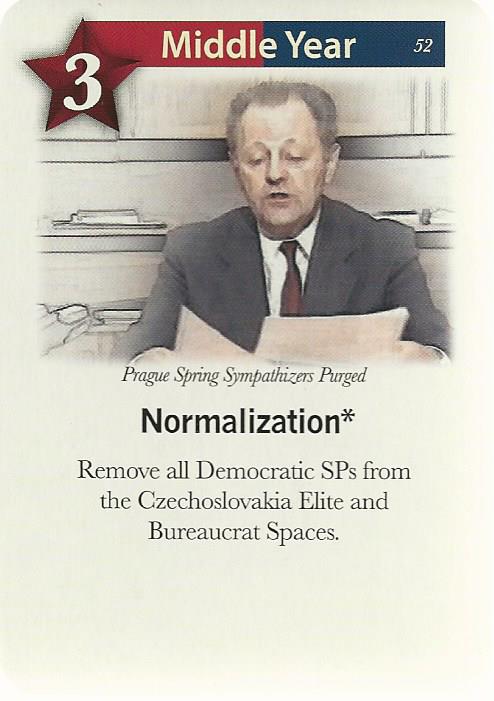 3
Middle Year
52
Prague Spring Sympathizers Purged
Normalization*
Remove all Democratic SPs from
the Czechoslovakia Elite and
Bureaucrat Spaces.